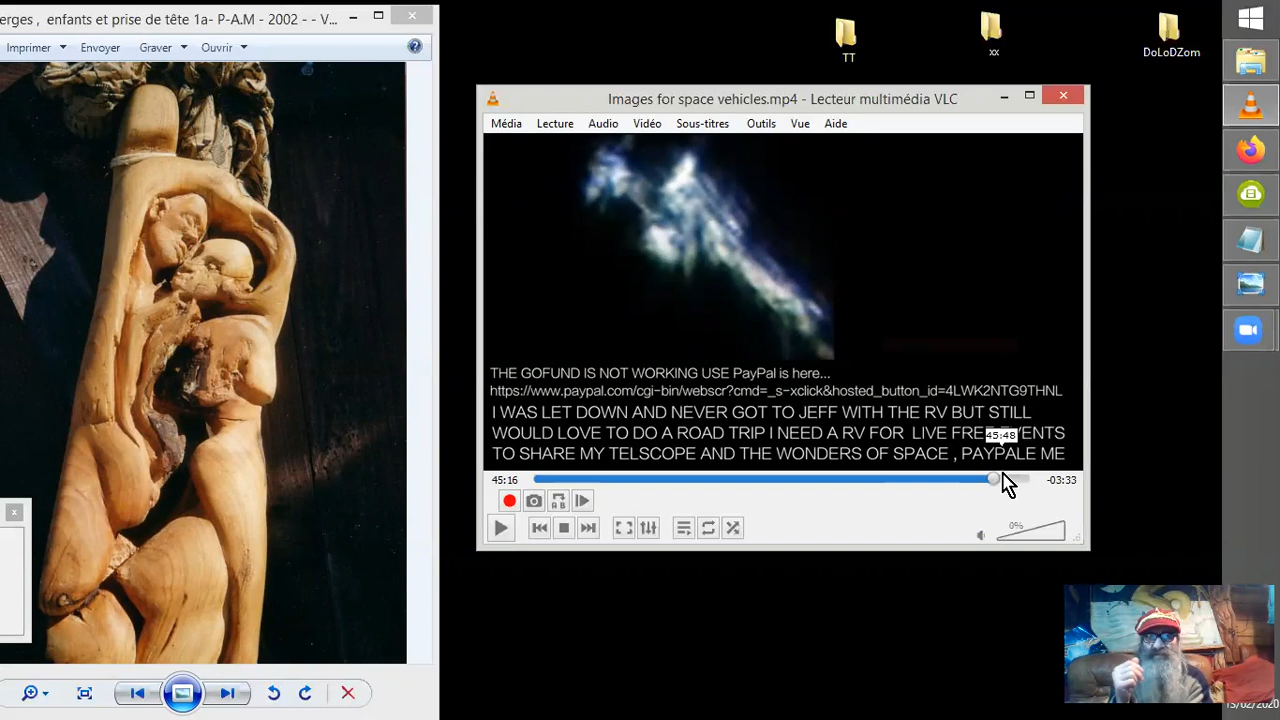 erges , enfants et prise de tête 1a- P-A.M - 2002 - - V...
Imprimer Envoyer Graver Ouvrir
TT
xx
DoLoDZom
Images for space vehicles.mp4 - Lecteur multimédia VLC
Média Lecture Audio Vidéo Sous-titres Outils Vue Aide
THE GOFUND IS NOT WORKING USE PayPal is here...
https://www.paypal.com/cgi-bin/webscr?cmd=_s-xclick&hosted_button_id=4LWK2NTG9THNL
I WAS LET DOWN AND NEVER GOT TO JEFF WITH THE RV BUT STILL
WOULD LOVE TO DO A ROAD TRIP I NEED A RV FOR LIVE
45:48
TO SHARE MY TELSCOPE AND THE WONDERS OF SPACE , PAYPALE ME
45:16 -03:33
0%
13/02/2020